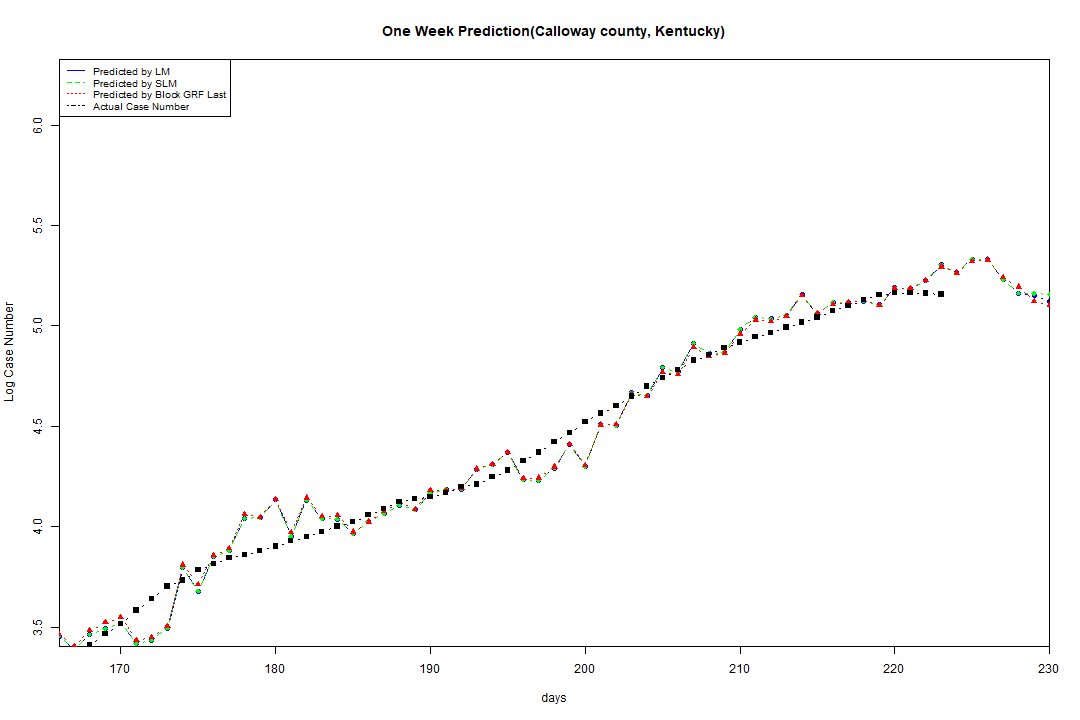 One Week Prediction(Calloway county, Kentucky)
Predicted by LM
Predicted by SLM
Predicted by Block GRF Last
Actual Case Number
6.0
5.5
5.0
4.5
4.0
3.5
Log Case Number
170 180 190 200 210 220 230
days